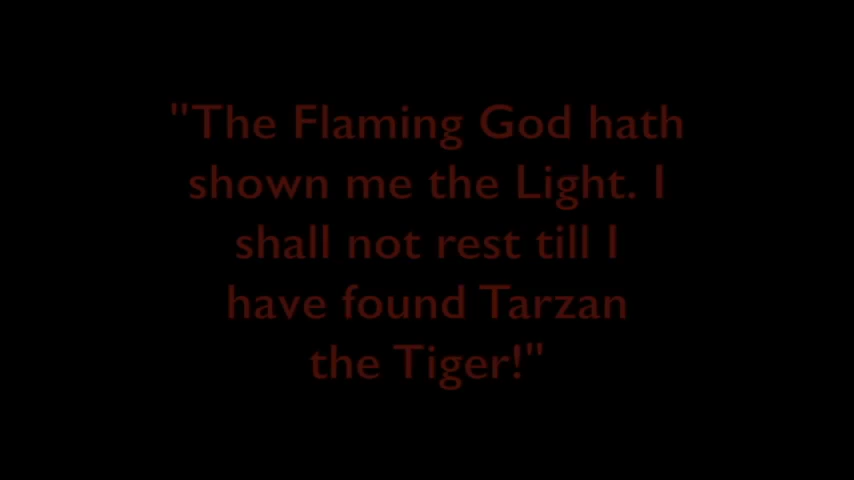 "The Flaming God hath
shown me the Light. I
shall not rest till I
have found Tarzan
the Tiger!"